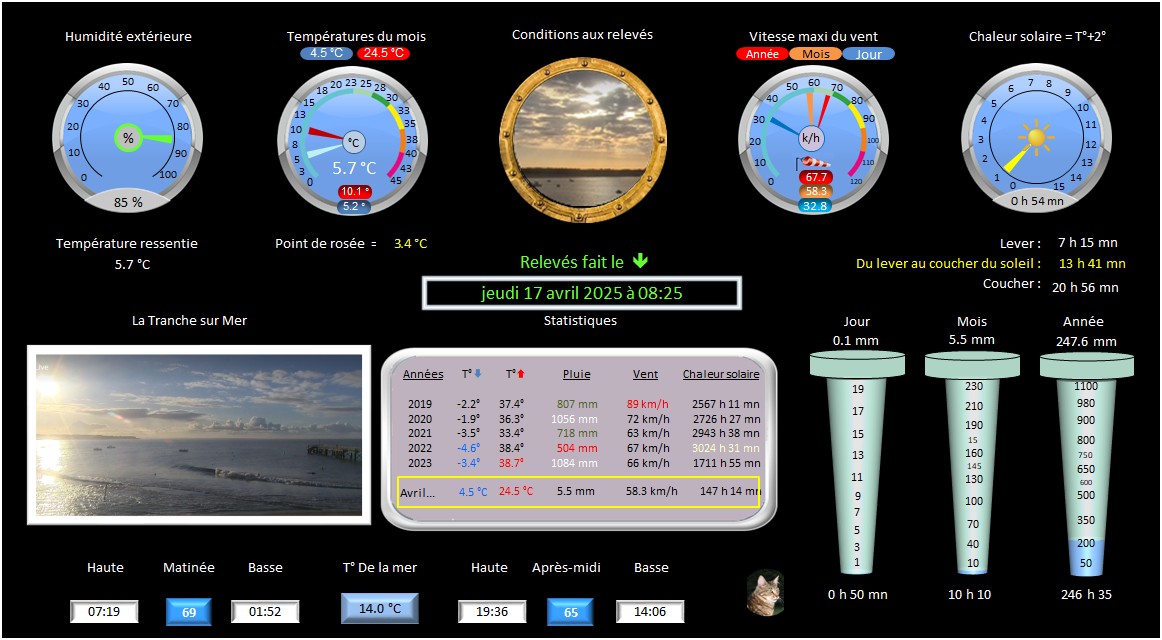 Humidité extérieure
Températures du mois
4.5 °C 24.5 °C
Conditions aux relevés
Vitesse maxi du vent
Année Mois Jour
Chaleur solaire = T°+2°
0 10 20 30 40 50 60 70 80 90 100
%
85 %
0 3 5 8 10 13 15 18 20 23 25 28 30 33 35 38 40 43 45
°C
5.7 °C
10.1 °
5.2 °
0 10 20 30 40 50 60 70 80 90 100 110 120
k/h
67.7
58.3
32.8
0 1 2 3 4 5 6 7 8 9 10 11 12 13 14 15
0 h 54 mn
Température ressentie
5.7 °C
Point de rosée = 3.4 °C
Relevés fait le
jeudi 17 avril 2025 à 08:25
Lever : 7 h 15 mn
Du lever au coucher du soleil : 13 h 41 mn
Coucher : 20 h 56 mn
La Tranche sur Mer
ive
Statistiques
Années T° T° Pluie Vent Chaleur solaire
2019 -2.2° 37.4° 807 mm 89 km/h 2567 h 11 mn
2020 -1.9° 36.3° 1056 mm 72 km/h 2726 h 27 mn
2021 -3.5° 33.4° 718 mm 63 km/h 2943 h 38 mn
2022 -4.6° 38.4° 504 mm 67 km/h 3024 h 31 mn
2023 -3.4° 38.7° 1084 mm 66 km/h 1711 h 55 mn
Avril... 4.5 °C 24.5 °C 5.5 mm 58.3 km/h 147 h 14 mn
Jour
0.1 mm
19
17
15
13
11
9
7
5
3
1
0 h 50 mn
Mois
5.5 mm
230
210
190
15
160
145
130
100
70
40
10
10 h 10
Année
247.6 mm
1100
980
900
800
750
650
600
500
350
200
50
246 h 35
Haute Matinée Basse
07:19 69 01:52
T° De la mer
14.0 °C
Haute Après-midi Basse
19:36 65 14:06